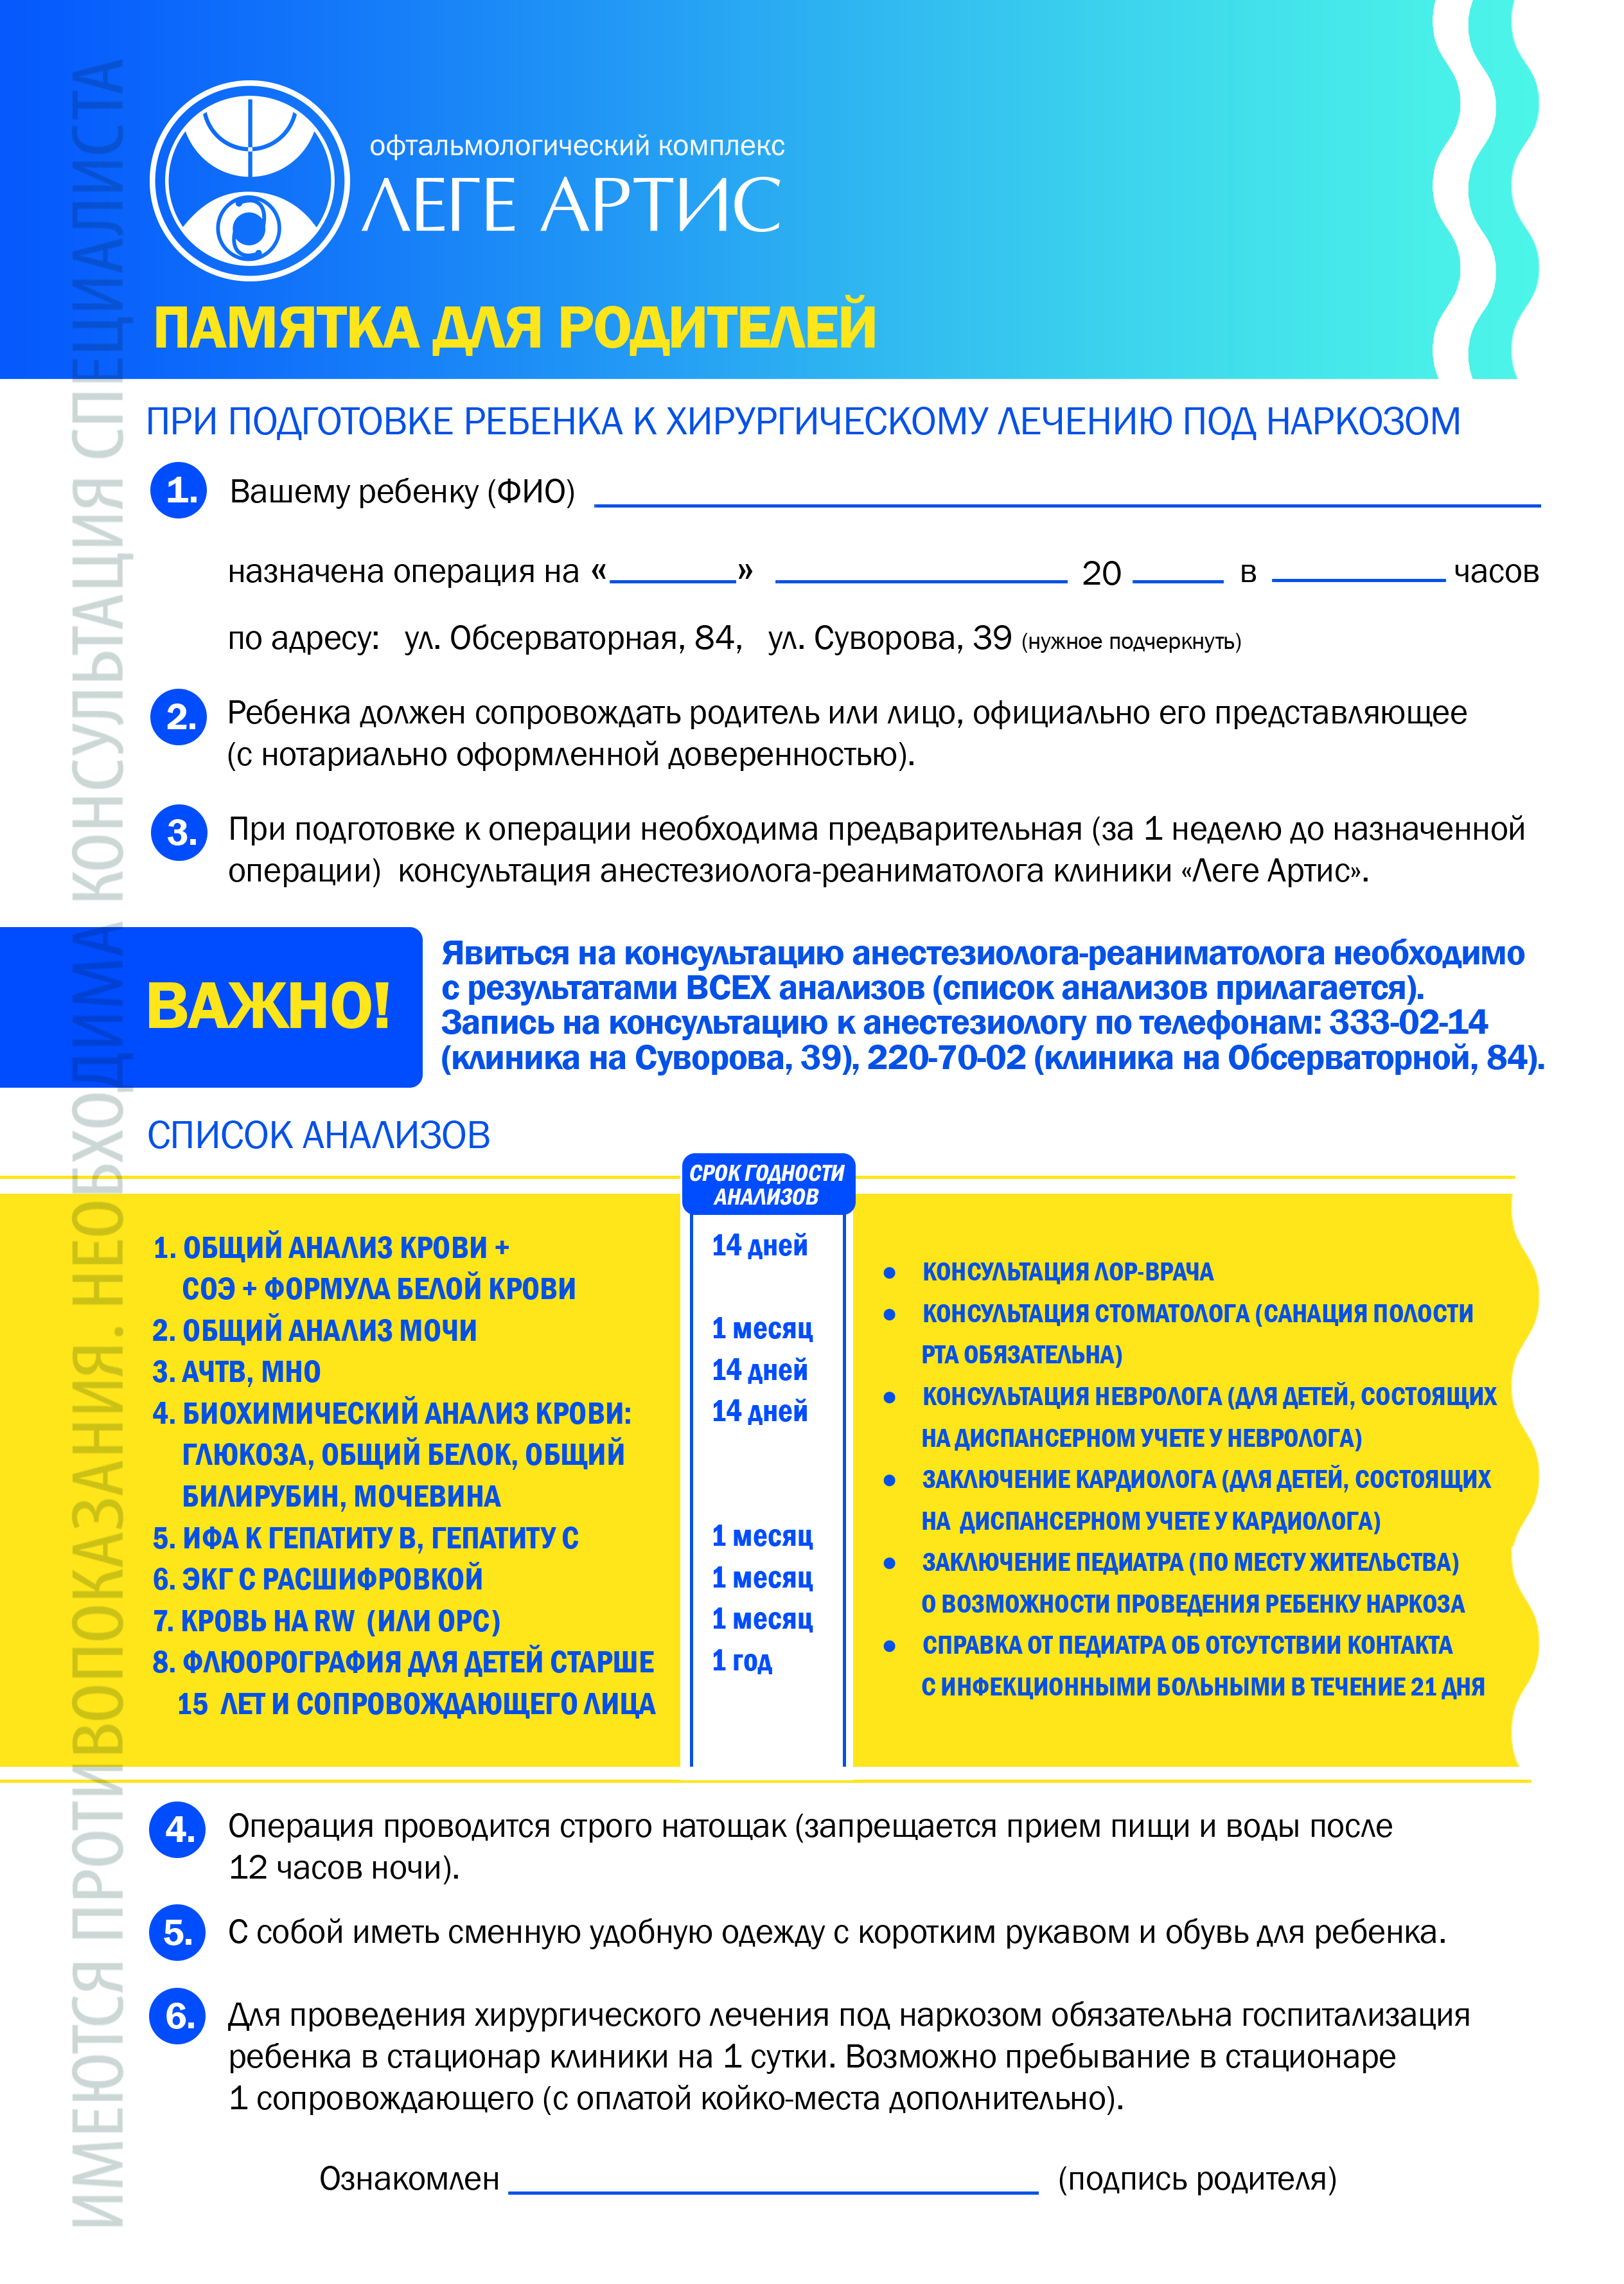 офтальмологический комплекс
ЛЕГЕ АРТИС
ПАМЯТКА ДЛЯ РОДИТЕЛЕЙ
ПРИ ПОДГОТОВКЕ РЕБЕНКА К ХИРУРГИЧЕСКОМУ ЛЕЧЕНИЮ ПОД НАРКОЗОМ
1. Вашему ребенку (ФИО)
назначена операция на «______» ______ 20 ____ в ______ часов
по адресу: ул. Обсерваторная, 84, ул. Суворова, 39 (нужное подчеркнуть)
2. Ребенка должен сопровождать родитель или лицо, официально его представляющее
(с нотариально оформленной доверенностью).
3. При подготовке к операции необходима предварительная (за 1 неделю до назначенной
операции) консультация анестезиолога-реаниматолога клиники «Леге Артис».
ВАЖНО!
Явиться на консультацию анестезиолога-реаниматолога необходимо
с результатами ВСЕХ анализов (список анализов прилагается).
Запись на консультацию к анестезиологу по телефонам: 333-02-14
(клиника на Суворова, 39), 220-70-02 (клиника на Обсерваторной, 84).
СПИСОК АНАЛИЗОВ
СРОК ГОДНОСТИ
АНАЛИЗОВ
1. ОБЩИЙ АНАЛИЗ КРОВИ + 14 дней
СОЭ + ФОРМУЛА БЕЛОЙ КРОВИ
2. ОБЩИЙ АНАЛИЗ МОЧИ 1 месяц
3. АЧТВ, МНО 14 дней
4. БИОХИМИЧЕСКИЙ АНАЛИЗ КРОВИ: 14 дней
ГЛЮКОЗА, ОБЩИЙ БЕЛОК, ОБЩИЙ
БИЛИРУБИН, МОЧЕВИНА
5. ИФА К ГЕПАТИТУ В, ГЕПАТИТУ С 1 месяц
6. ЭКГ С РАСШИФРОВКОЙ 1 месяц
7. КРОВЬ НА RW (ИЛИ ОРС) 1 месяц
8. ФЛЮОРОГРАФИЯ ДЛЯ ДЕТЕЙ СТАРШЕ 1 год
15 ЛЕТ И СОПРОВОЖДАЮЩЕГО ЛИЦА
• КОНСУЛЬТАЦИЯ ЛОР-ВРАЧА
• КОНСУЛЬТАЦИЯ СТОМАТОЛОГА (САНАЦИЯ ПОЛОСТИ
РТА ОБЯЗАТЕЛЬНА)
• КОНСУЛЬТАЦИЯ НЕВРОЛОГА (ДЛЯ ДЕТЕЙ, СОСТОЯЩИХ
НА ДИСПАНСЕРНОМ УЧЕТЕ У НЕВРОЛОГА)
• ЗАКЛЮЧЕНИЕ КАРДИОЛОГА (ДЛЯ ДЕТЕЙ, СОСТОЯЩИХ
НА ДИСПАНСЕРНОМ УЧЕТЕ У КАРДИОЛОГА)
• ЗАКЛЮЧЕНИЕ ПЕДИАТРА (ПО МЕСТУ ЖИТЕЛЬСТВА)
О ВОЗМОЖНОСТИ ПРОВЕДЕНИЯ РЕБЕНКУ НАРКОЗА
• СПРАВКА ОТ ПЕДИАТРА ОБ ОТСУТСТВИИ КОНТАКТА
С ИНФЕКЦИОННЫМИ БОЛЬНЫМИ В ТЕЧЕНИЕ 21 ДНЯ
4. Операция проводится строго натощак (запрещается прием пищи и воды после
12 часов ночи).
5. С собой иметь сменную удобную одежду с коротким рукавом и обувь для ребенка.
6. Для проведения хирургического лечения под наркозом обязательна госпитализация
ребенка в стационар клиники на 1 сутки. Возможно пребывание в стационаре
1 сопровождающего (с оплатой койко-места дополнительно).
Ознакомлен ______ (подпись родителя)
ИМЕЮТСЯ ПРОТИВОПОКАЗАНИЯ. НЕОБХОДИМА КОНСУЛЬТАЦИЯ СПЕЦИАЛИСТА